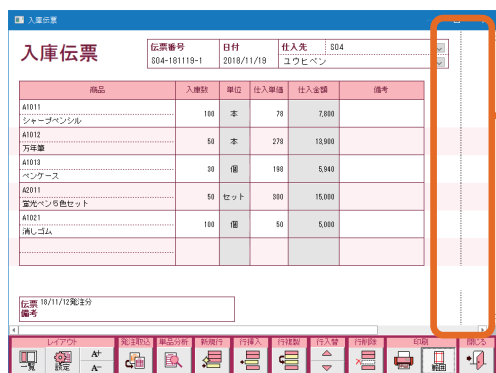 入庫伝票
入庫伝票
伝票番号 日付 仕入先 S04
S04-181119-1 2018/11/19 ユウヒペン
商品 入庫数 単位 仕入単価 仕入金額 備考
A1011
シャープペンシル 100 本 78 7,800
A1012
万年筆 50 本 278 13,900
A1013
ペンケース 30 個 198 5,940
A2011
蛍光ペン5色セット 50 セット 300 15,000
A1021
消しゴム 100 個 50 5,000
伝票 18/11/12発注分
備考
レイアウト 発注取込 単品分析 新規行 行挿入 行複製 行入替 行削除 印刷 閉じる
一覧 設定 A+ A- 範囲